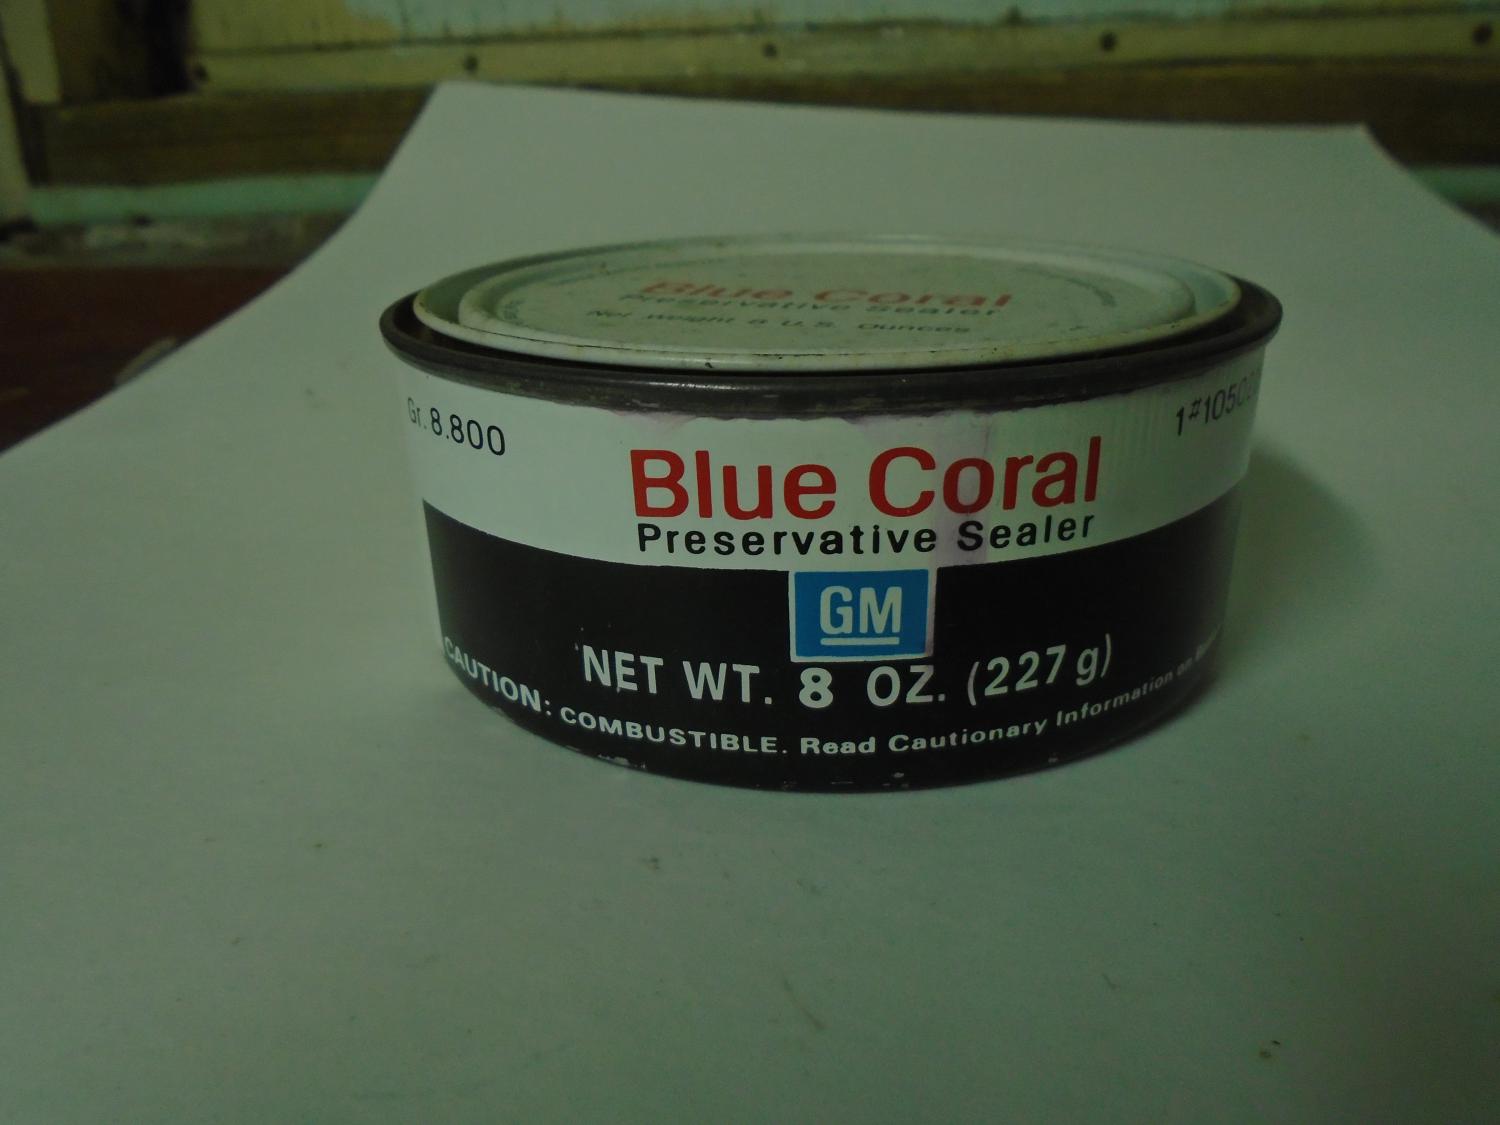 Blue Coral
Preservative Sealer
Net Weight 8 U.S. Ounces
Gr. 8.800
Blue Coral
Preservative Sealer
GM
NET WT. 8 OZ. (227 g)
CAUTION: COMBUSTIBLE. Read Cautionary Information on